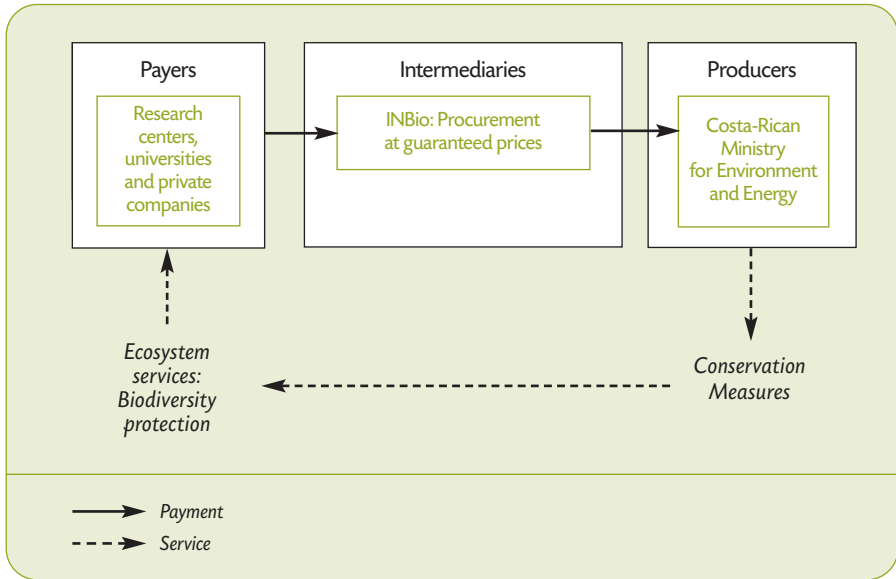 Payers
Research
centers,
universities
and private
companies
Intermediaries
INBio: Procurement
at guaranteed prices
Producers
Costa-Rican
Ministry
for Environment
and Energy
Ecosystem
services:
Biodiversity
protection
Conservation
Measures
Payment
Service